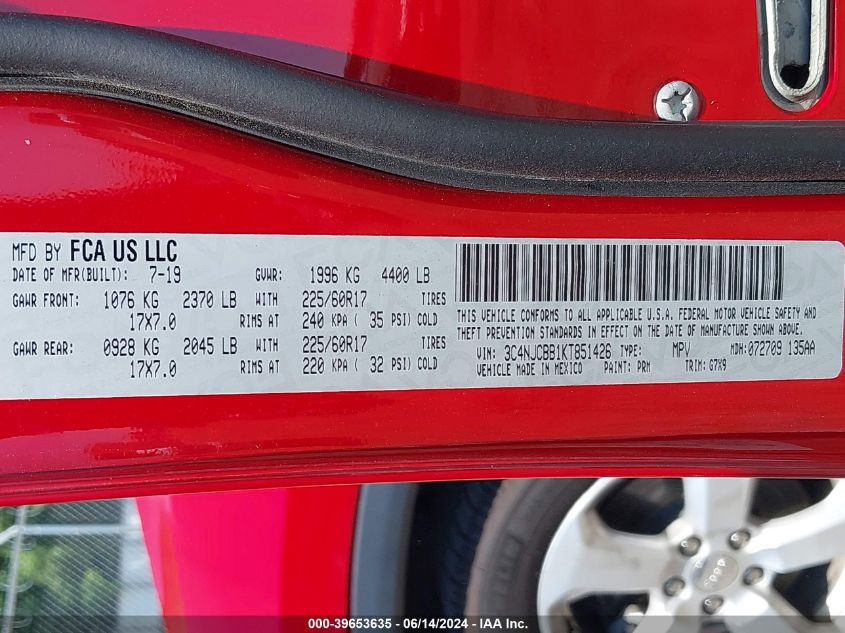 MFD BY FCA US LLC
DATE OF MFR(BUILT): 7-19 GVWR: 1996 KG 4400 LB
GAWR FRONT: 1076 KG 2370 LB WITH 225/60R17 TIRES
17X7.0 RIMS AT 240 KPA ( 35 PSI) COLD
GAWR REAR: 0928 KG 2045 LB WITH 225/60R17 TIRES
17X7.0 RIMS AT 220 KPA ( 32 PSI) COLD
THIS VEHICLE CONFORMS TO ALL APPLICABLE U.S.A. FEDERAL MOTOR VEHICLE SAFETY AND
THEFT PREVENTION STANDARDS IN EFFECT ON THE DATE OF MANUFACTURE SHOWN ABOVE.
VIN: 3C4NJCBB1KT851426 TYPE: MPV MDH: 072709 135AA
VEHICLE MADE IN MEXICO PAINT: PRM TRIM: G7X9
Jeep
000-39653635 - 06/14/2024 - IAA Inc.